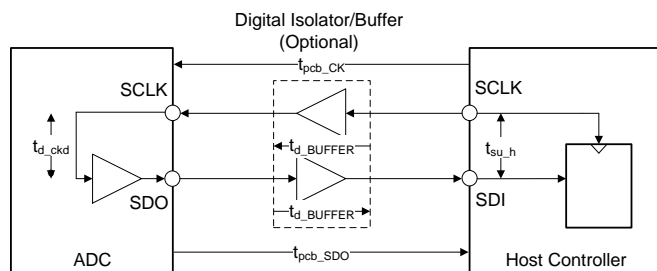 Digital Isolator/Buffer
(Optional)
t_pcb_CK
SCLK
SCLK
t_d_ckd
t_d_BUFFER
t_su_h
SDO
SDI
t_d_BUFFER
t_pcb_SDO
ADC
Host Controller